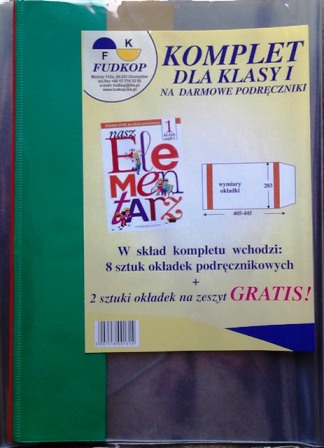 F K
FUDKOP
KOMPLET
DLA KLASY I
NA DARMOWE PODRĘCZNIKI
nasz
ELEMENTARZ
1
wymiary
okładki
283
405-445
W skład kompletu wchodzi:
8 sztuk okładek podręcznikowych
+
2 sztuki okładek na zeszyt GRATIS!